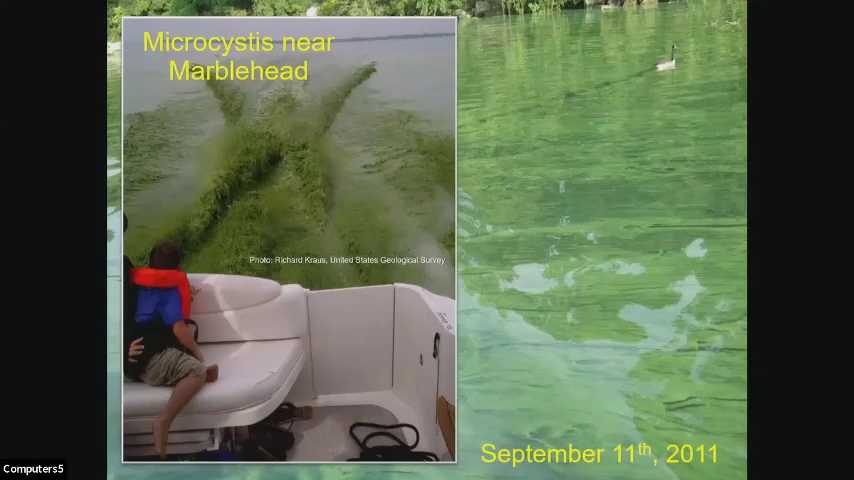 Microcystis near
Marblehead
Photo: Richard Kraus, United States Geological Survey
September 11th, 2011
Computers5